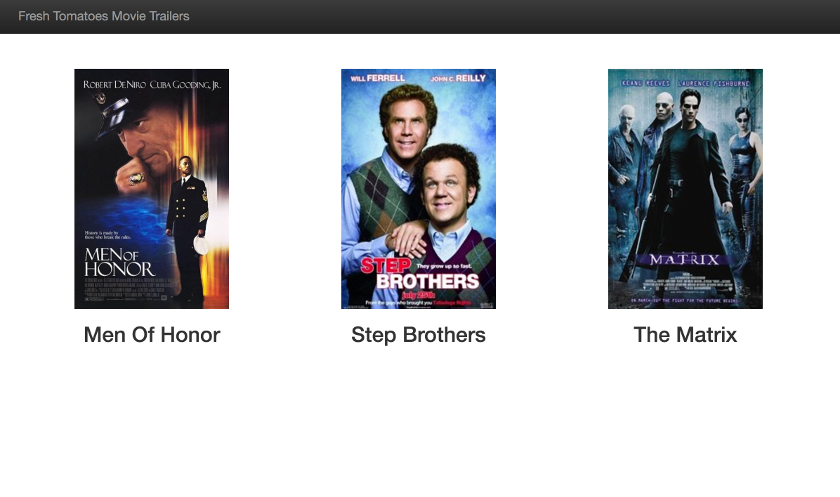 Fresh Tomatoes Movie Trailers
ROBERT DENIRO CUBA GOODING, JR.
History is made by
those who break the rules.
MEN OF
HONOR
Men Of Honor
WILL FERRELL JOHN C. REILLY
STEP They grow up so fast.
BROTHERS
july 25th
From the guys who brought you Talladega Nights
Step Brothers
KEANU REEVES LAURENCE FISHBURNE
MATRIX
ON MARCH 31ST THE FIGHT FOR THE FUTURE BEGINS.
The Matrix